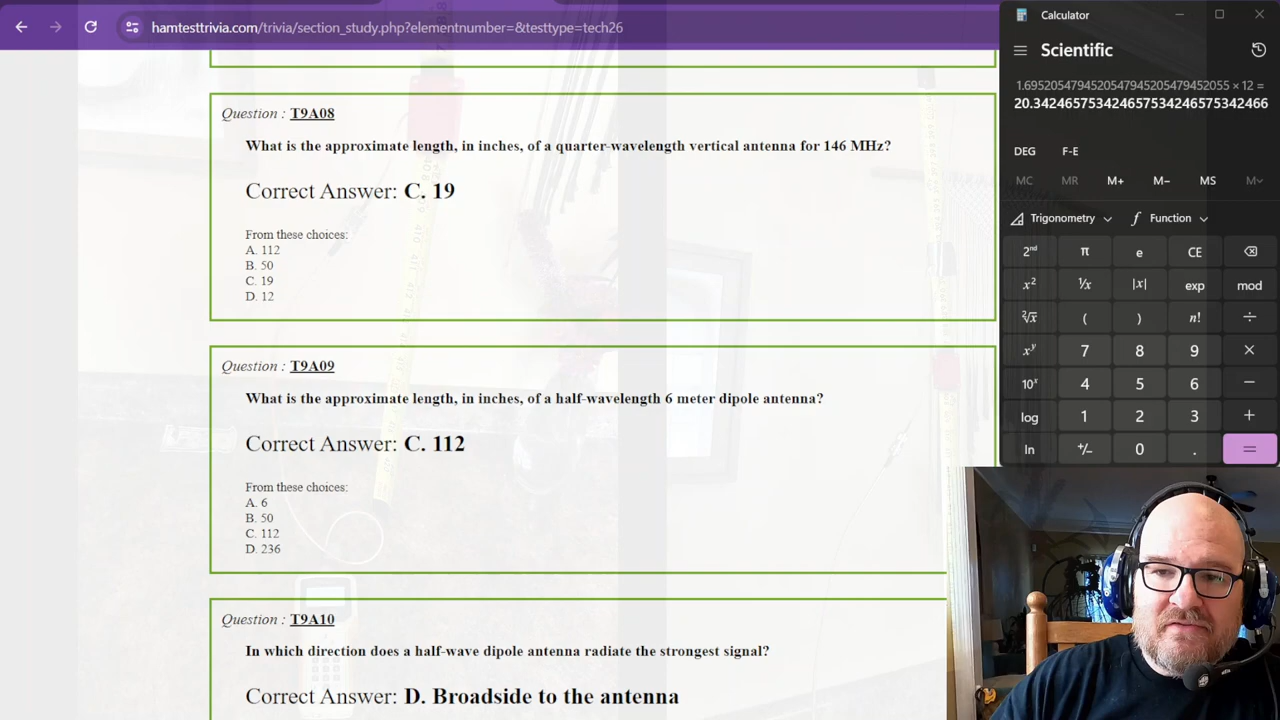 hamtesttrivia.com/trivia/section_study.php?elementnumber=&testtype=tech26
Question : T9A08
What is the approximate length, in inches, of a quarter-wavelength vertical antenna for 146 MHz?
Correct Answer: C. 19
From these choices:
A. 112
B. 50
C. 19
D. 12
Question : T9A09
What is the approximate length, in inches, of a half-wavelength 6 meter dipole antenna?
Correct Answer: C. 112
From these choices:
A. 6
B. 50
C. 112
D. 236
Question : T9A10
In which direction does a half-wave dipole antenna radiate the strongest signal?
Correct Answer: D. Broadside to the antenna
Calculator
Scientific
1.6952054794520547945205479452055 × 12 =
20.342465753424657534246575342466
DEG F-E
MC MR M+ M− MS M
Trigonometry Function
2nd π e CE
x² ¹/x |x| exp mod
²√x ( ) n! ÷
xʸ 7 8 9 ×
10ˣ 4 5 6 −
log 1 2 3 +
ln +/− 0 . =